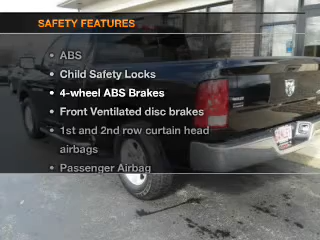 SAFETY FEATURES
• ABS
• Child Safety Locks
• 4-wheel ABS Brakes
• Front Ventilated disc brakes
• 1st and 2nd row curtain head
airbags
• Passenger Airbag